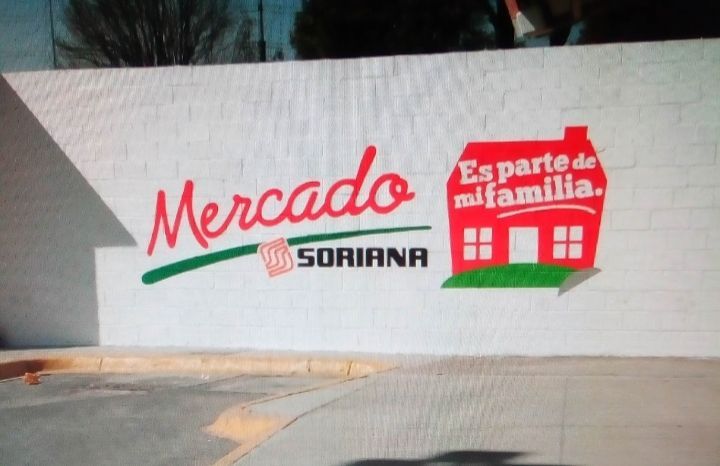 Mercado
SORIANA
Es parte de
mi familia.